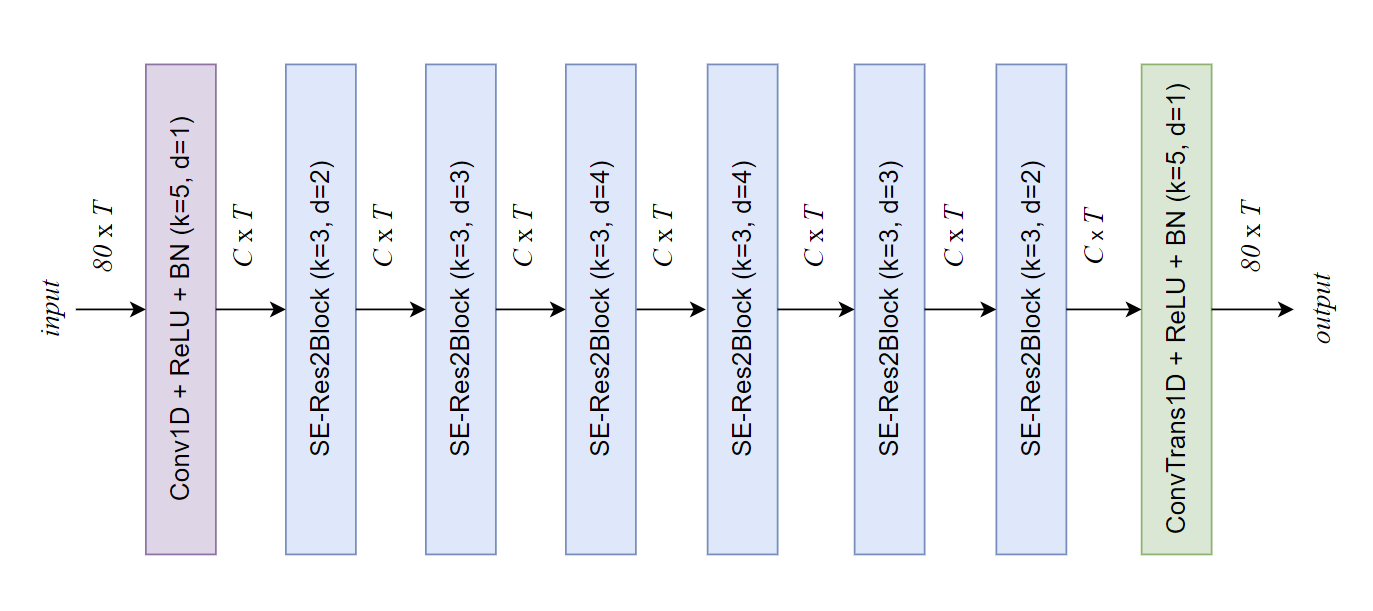 input
80 x T
Conv1D + ReLU + BN (k=5, d=1)
C x T
SE-Res2Block (k=3, d=2)
C x T
SE-Res2Block (k=3, d=3)
C x T
SE-Res2Block (k=3, d=4)
C x T
SE-Res2Block (k=3, d=4)
C x T
SE-Res2Block (k=3, d=3)
C x T
SE-Res2Block (k=3, d=2)
C x T
ConvTrans1D + ReLU + BN (k=5, d=1)
80 x T
output